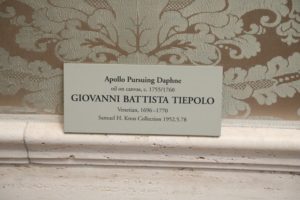 Apollo Pursuing Daphne
oil on canvas, c. 1755/1760
GIOVANNI BATTISTA TIEPOLO
Venetian, 1696–1770
Samuel H. Kress Collection 1952.5.78